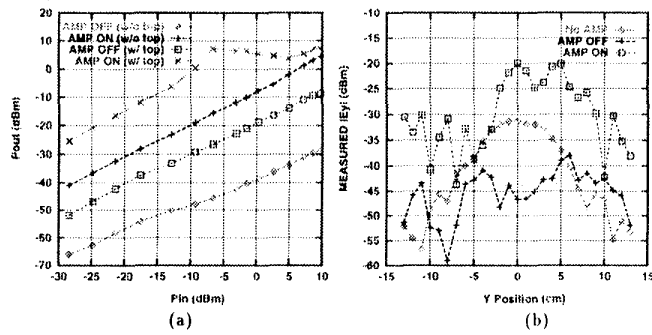 AMP OFF (w/o top)
AMP ON (w/o top)
AMP OFF (w/ top)
AMP ON (w/ top)
20
10
0
-10
-20
-30
-40
-50
-60
-70
Pout (dBm)
-30 -25 -20 -15 -10 -5 0 5 10
Pin (dBm)
(a)
No AMP
AMP OFF
AMP ON
-15
-20
-25
-30
-35
-40
-45
-50
-55
-60
MEASURED |Ey| (dBm)
-15 -10 -5 0 5 10 15
Y Position (cm)
(b)